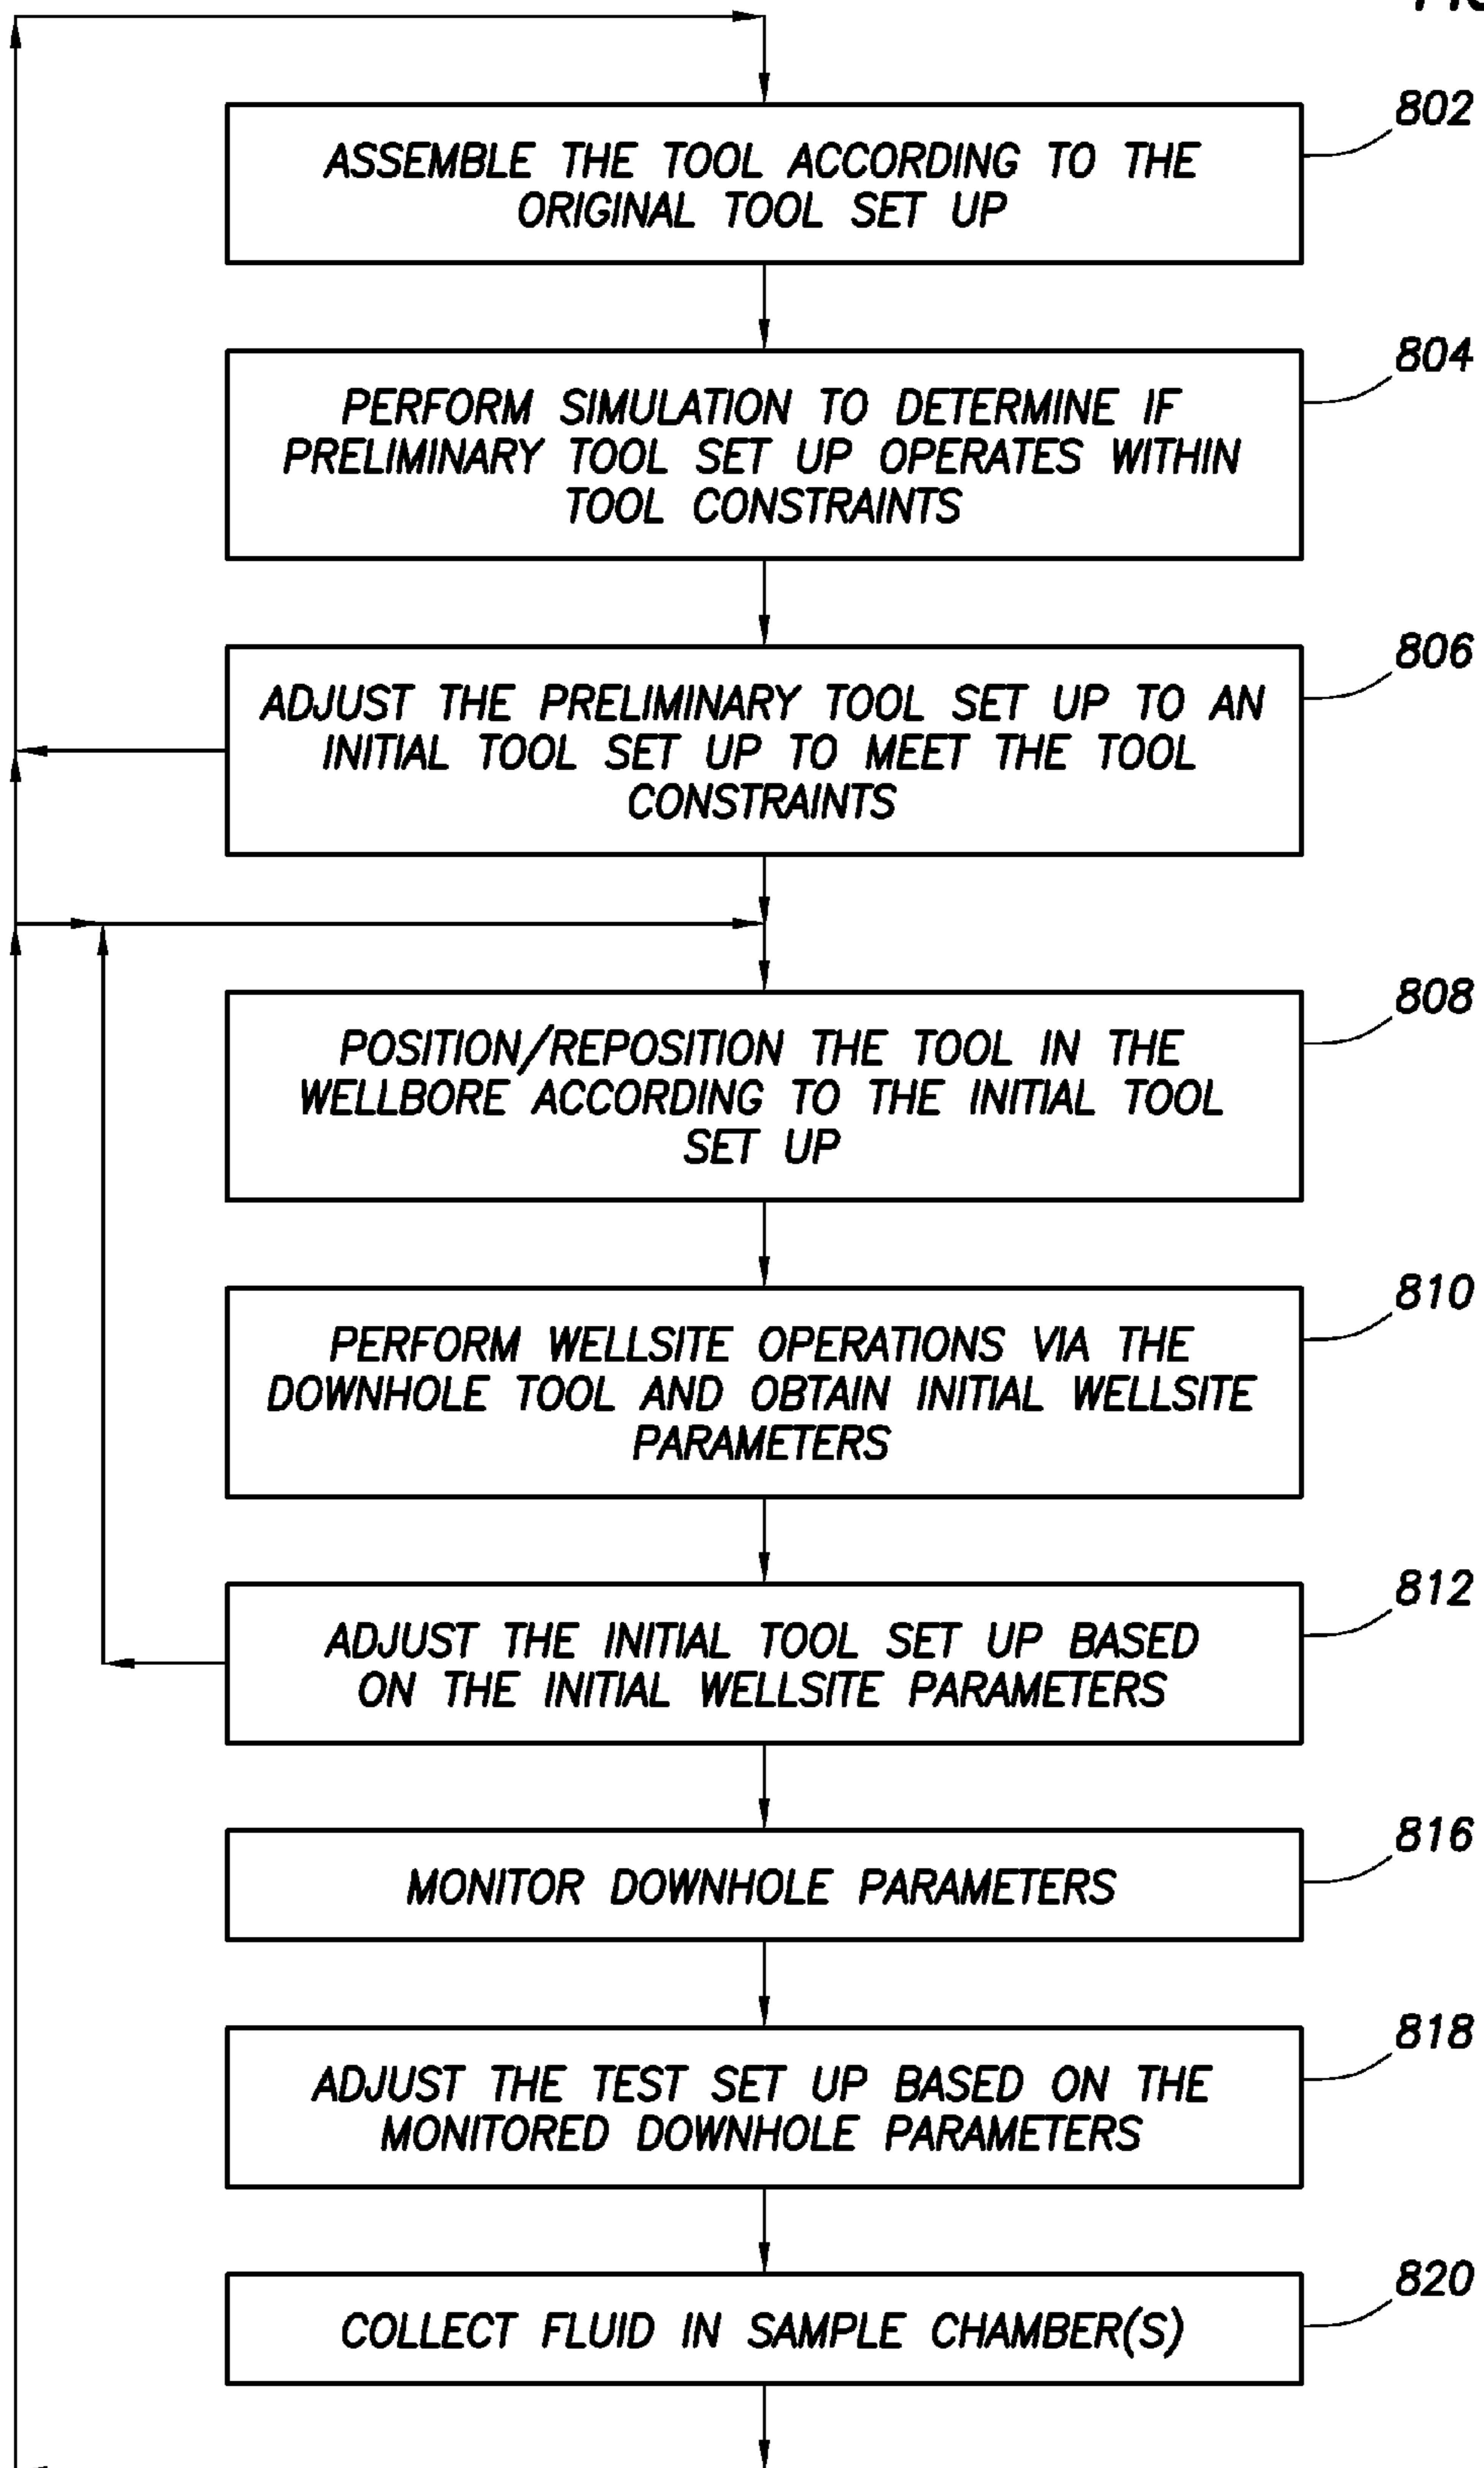 802
ASSEMBLE THE TOOL ACCORDING TO THE
ORIGINAL TOOL SET UP
804
PERFORM SIMULATION TO DETERMINE IF
PRELIMINARY TOOL SET UP OPERATES WITHIN
TOOL CONSTRAINTS
806
ADJUST THE PRELIMINARY TOOL SET UP TO AN
INITIAL TOOL SET UP TO MEET THE TOOL
CONSTRAINTS
808
POSITION/REPOSITION THE TOOL IN THE
WELLBORE ACCORDING TO THE INITIAL TOOL
SET UP
810
PERFORM WELLSITE OPERATIONS VIA THE
DOWNHOLE TOOL AND OBTAIN INITIAL WELLSITE
PARAMETERS
812
ADJUST THE INITIAL TOOL SET UP BASED
ON THE INITIAL WELLSITE PARAMETERS
816
MONITOR DOWNHOLE PARAMETERS
818
ADJUST THE TEST SET UP BASED ON THE
MONITORED DOWNHOLE PARAMETERS
820
COLLECT FLUID IN SAMPLE CHAMBER(S)